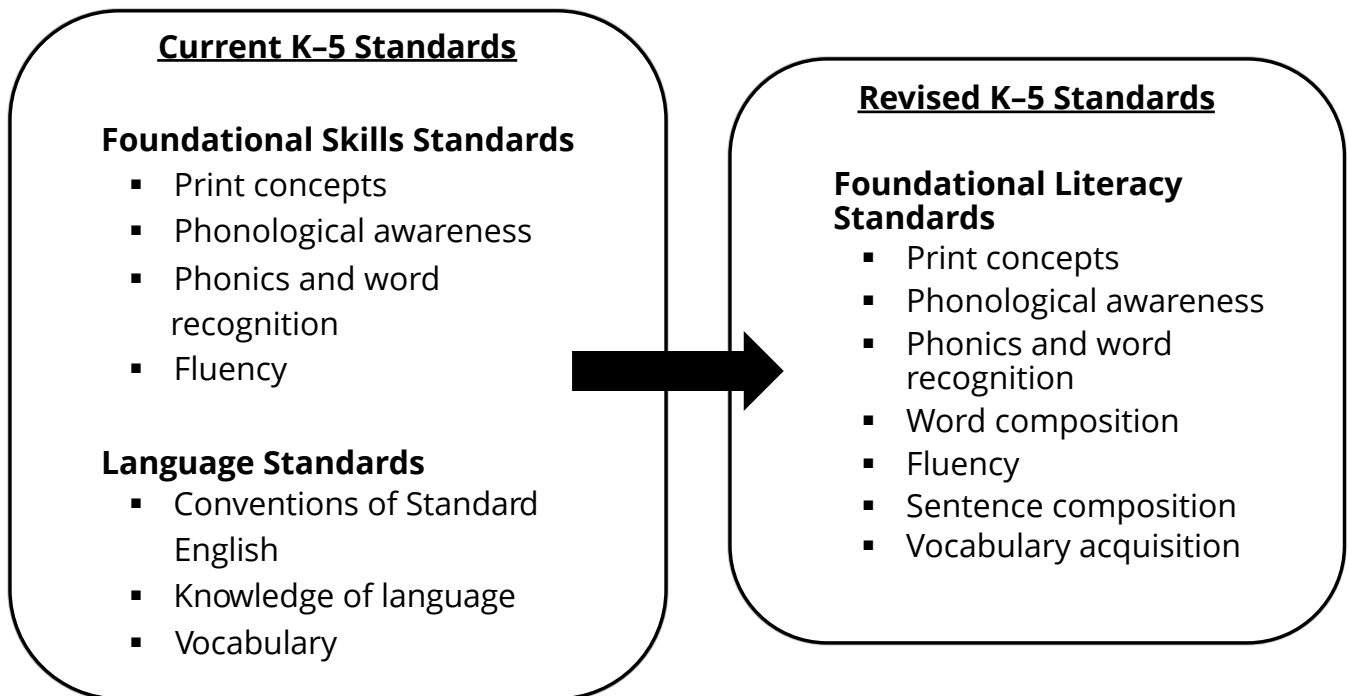 Current K–5 Standards
Foundational Skills Standards
▪ Print concepts
▪ Phonological awareness
▪ Phonics and word
recognition
▪ Fluency
Language Standards
▪ Conventions of Standard
English
▪ Knowledge of language
▪ Vocabulary
Revised K–5 Standards
Foundational Literacy
Standards
▪ Print concepts
▪ Phonological awareness
▪ Phonics and word
recognition
▪ Word composition
▪ Fluency
▪ Sentence composition
▪ Vocabulary acquisition